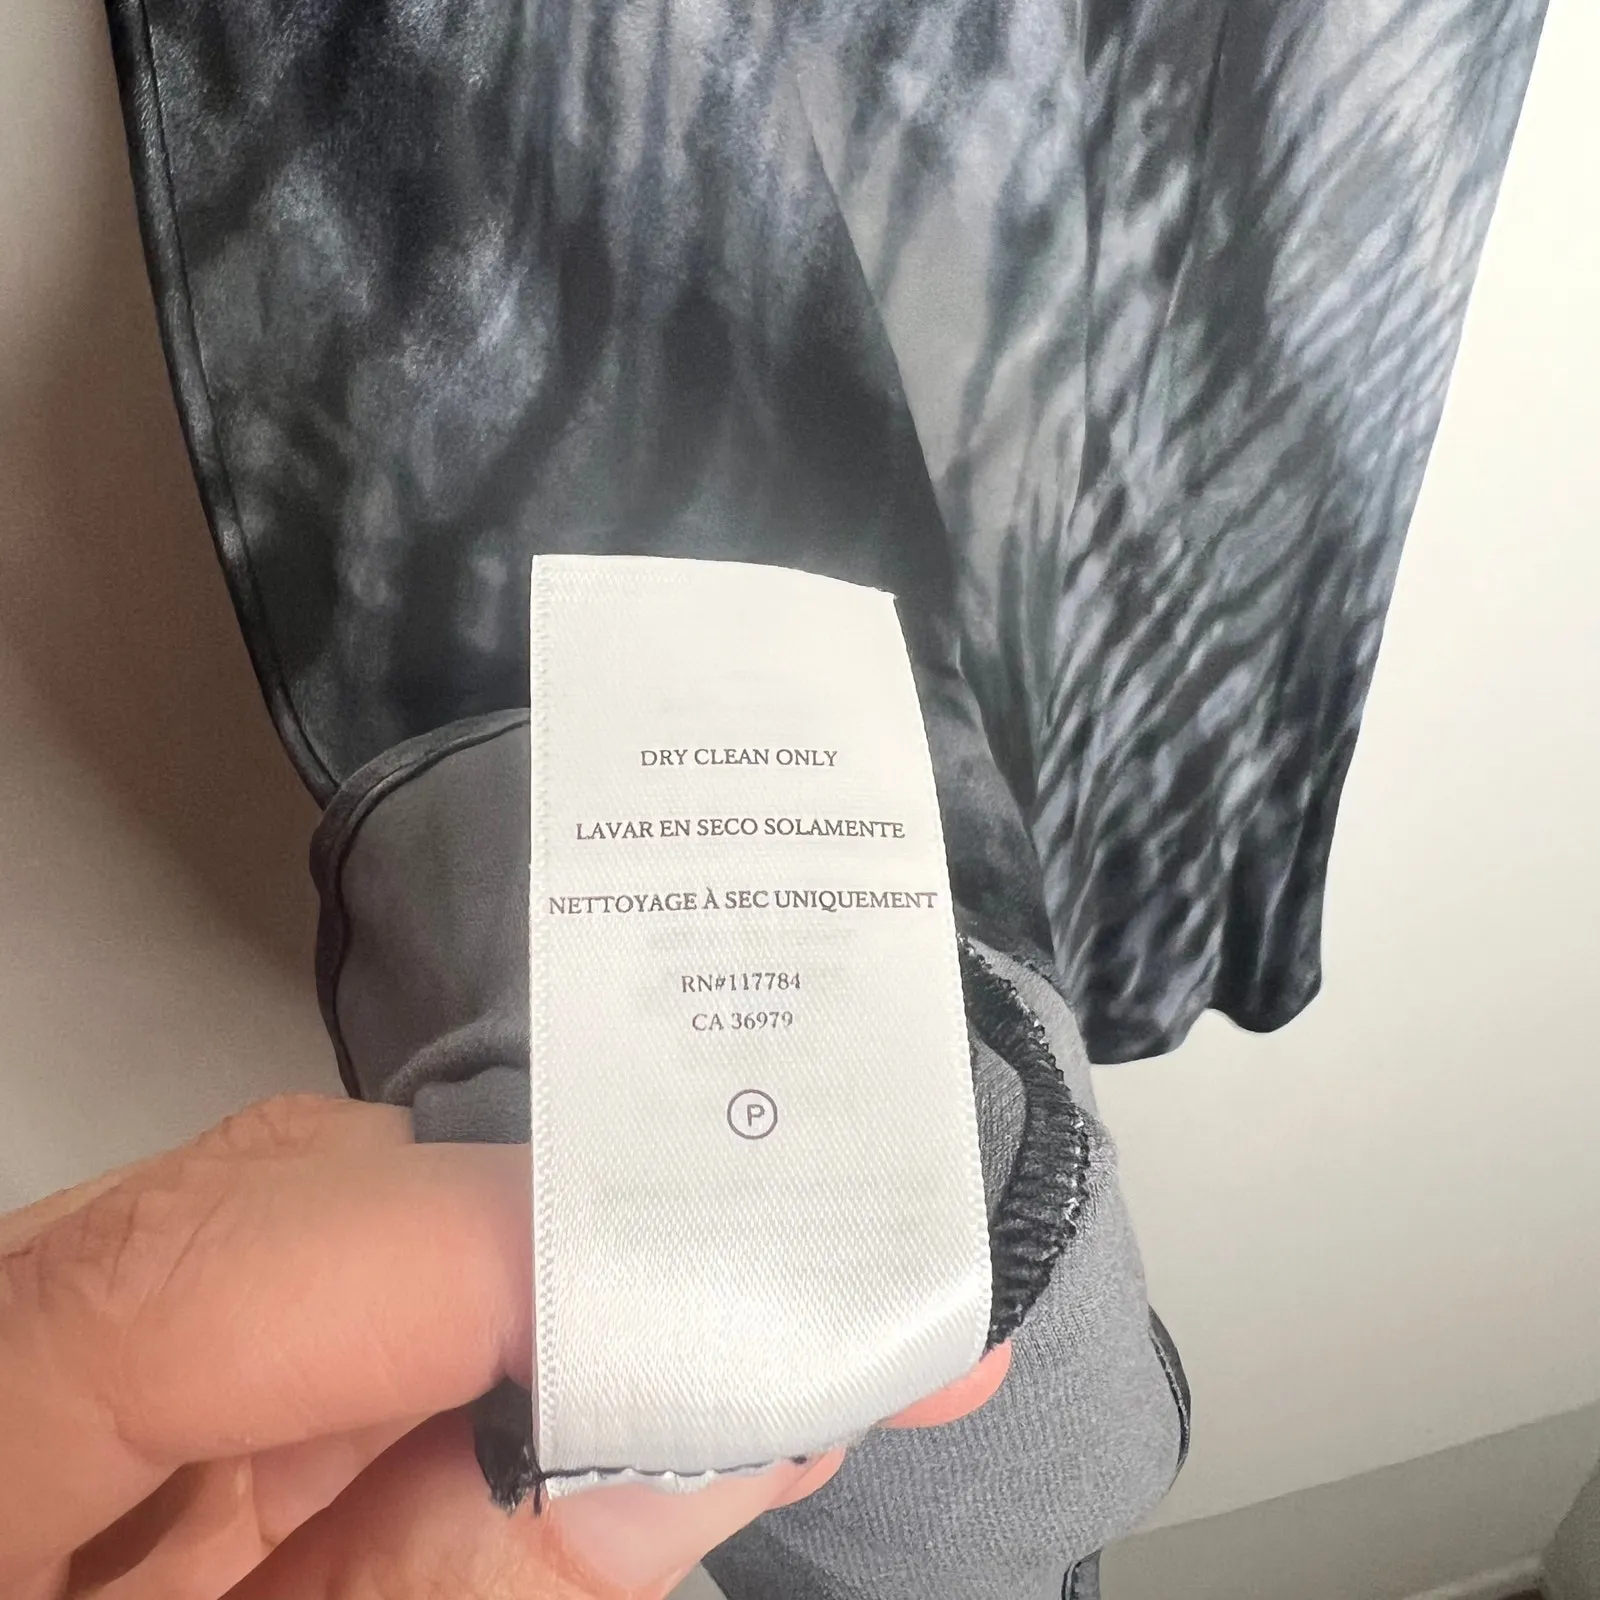 DRY CLEAN ONLY
LAVAR EN SECO SOLAMENTE
NETTOYAGE À SEC UNIQUEMENT
RN#117784
CA 36979
P